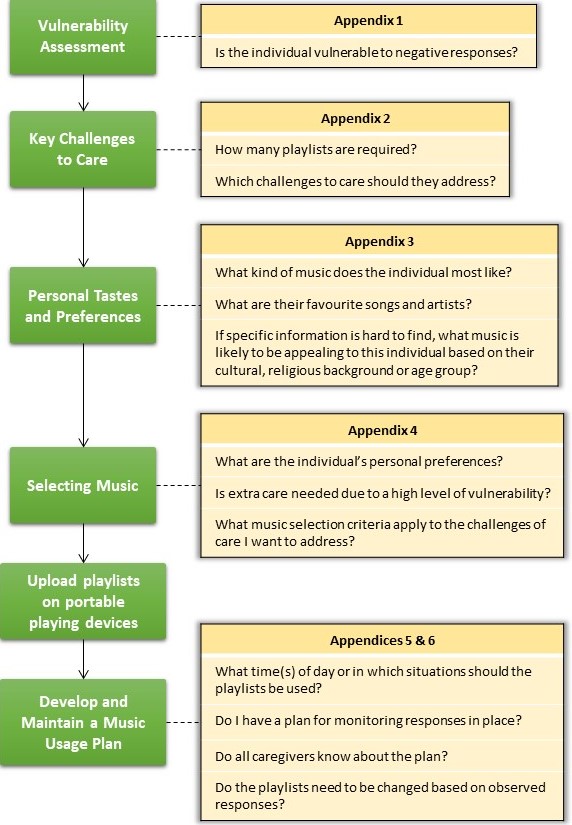 Vulnerability
Assessment
Appendix 1
Is the individual vulnerable to negative responses?
Key Challenges
to Care
Appendix 2
How many playlists are required?
Which challenges to care should they address?
Personal Tastes
and Preferences
Appendix 3
What kind of music does the individual most like?
What are their favourite songs and artists?
If specific information is hard to find, what music is
likely to be appealing to this individual based on their
cultural, religious background or age group?
Selecting Music
Appendix 4
What are the individual's personal preferences?
Is extra care needed due to a high level of vulnerability?
What music selection criteria apply to the challenges of
care I want to address?
Upload playlists
on portable
playing devices
Develop and
Maintain a Music
Usage Plan
Appendices 5 & 6
What time(s) of day or in which situations should the
playlists be used?
Do I have a plan for monitoring responses in place?
Do all caregivers know about the plan?
Do the playlists need to be changed based on observed
responses?